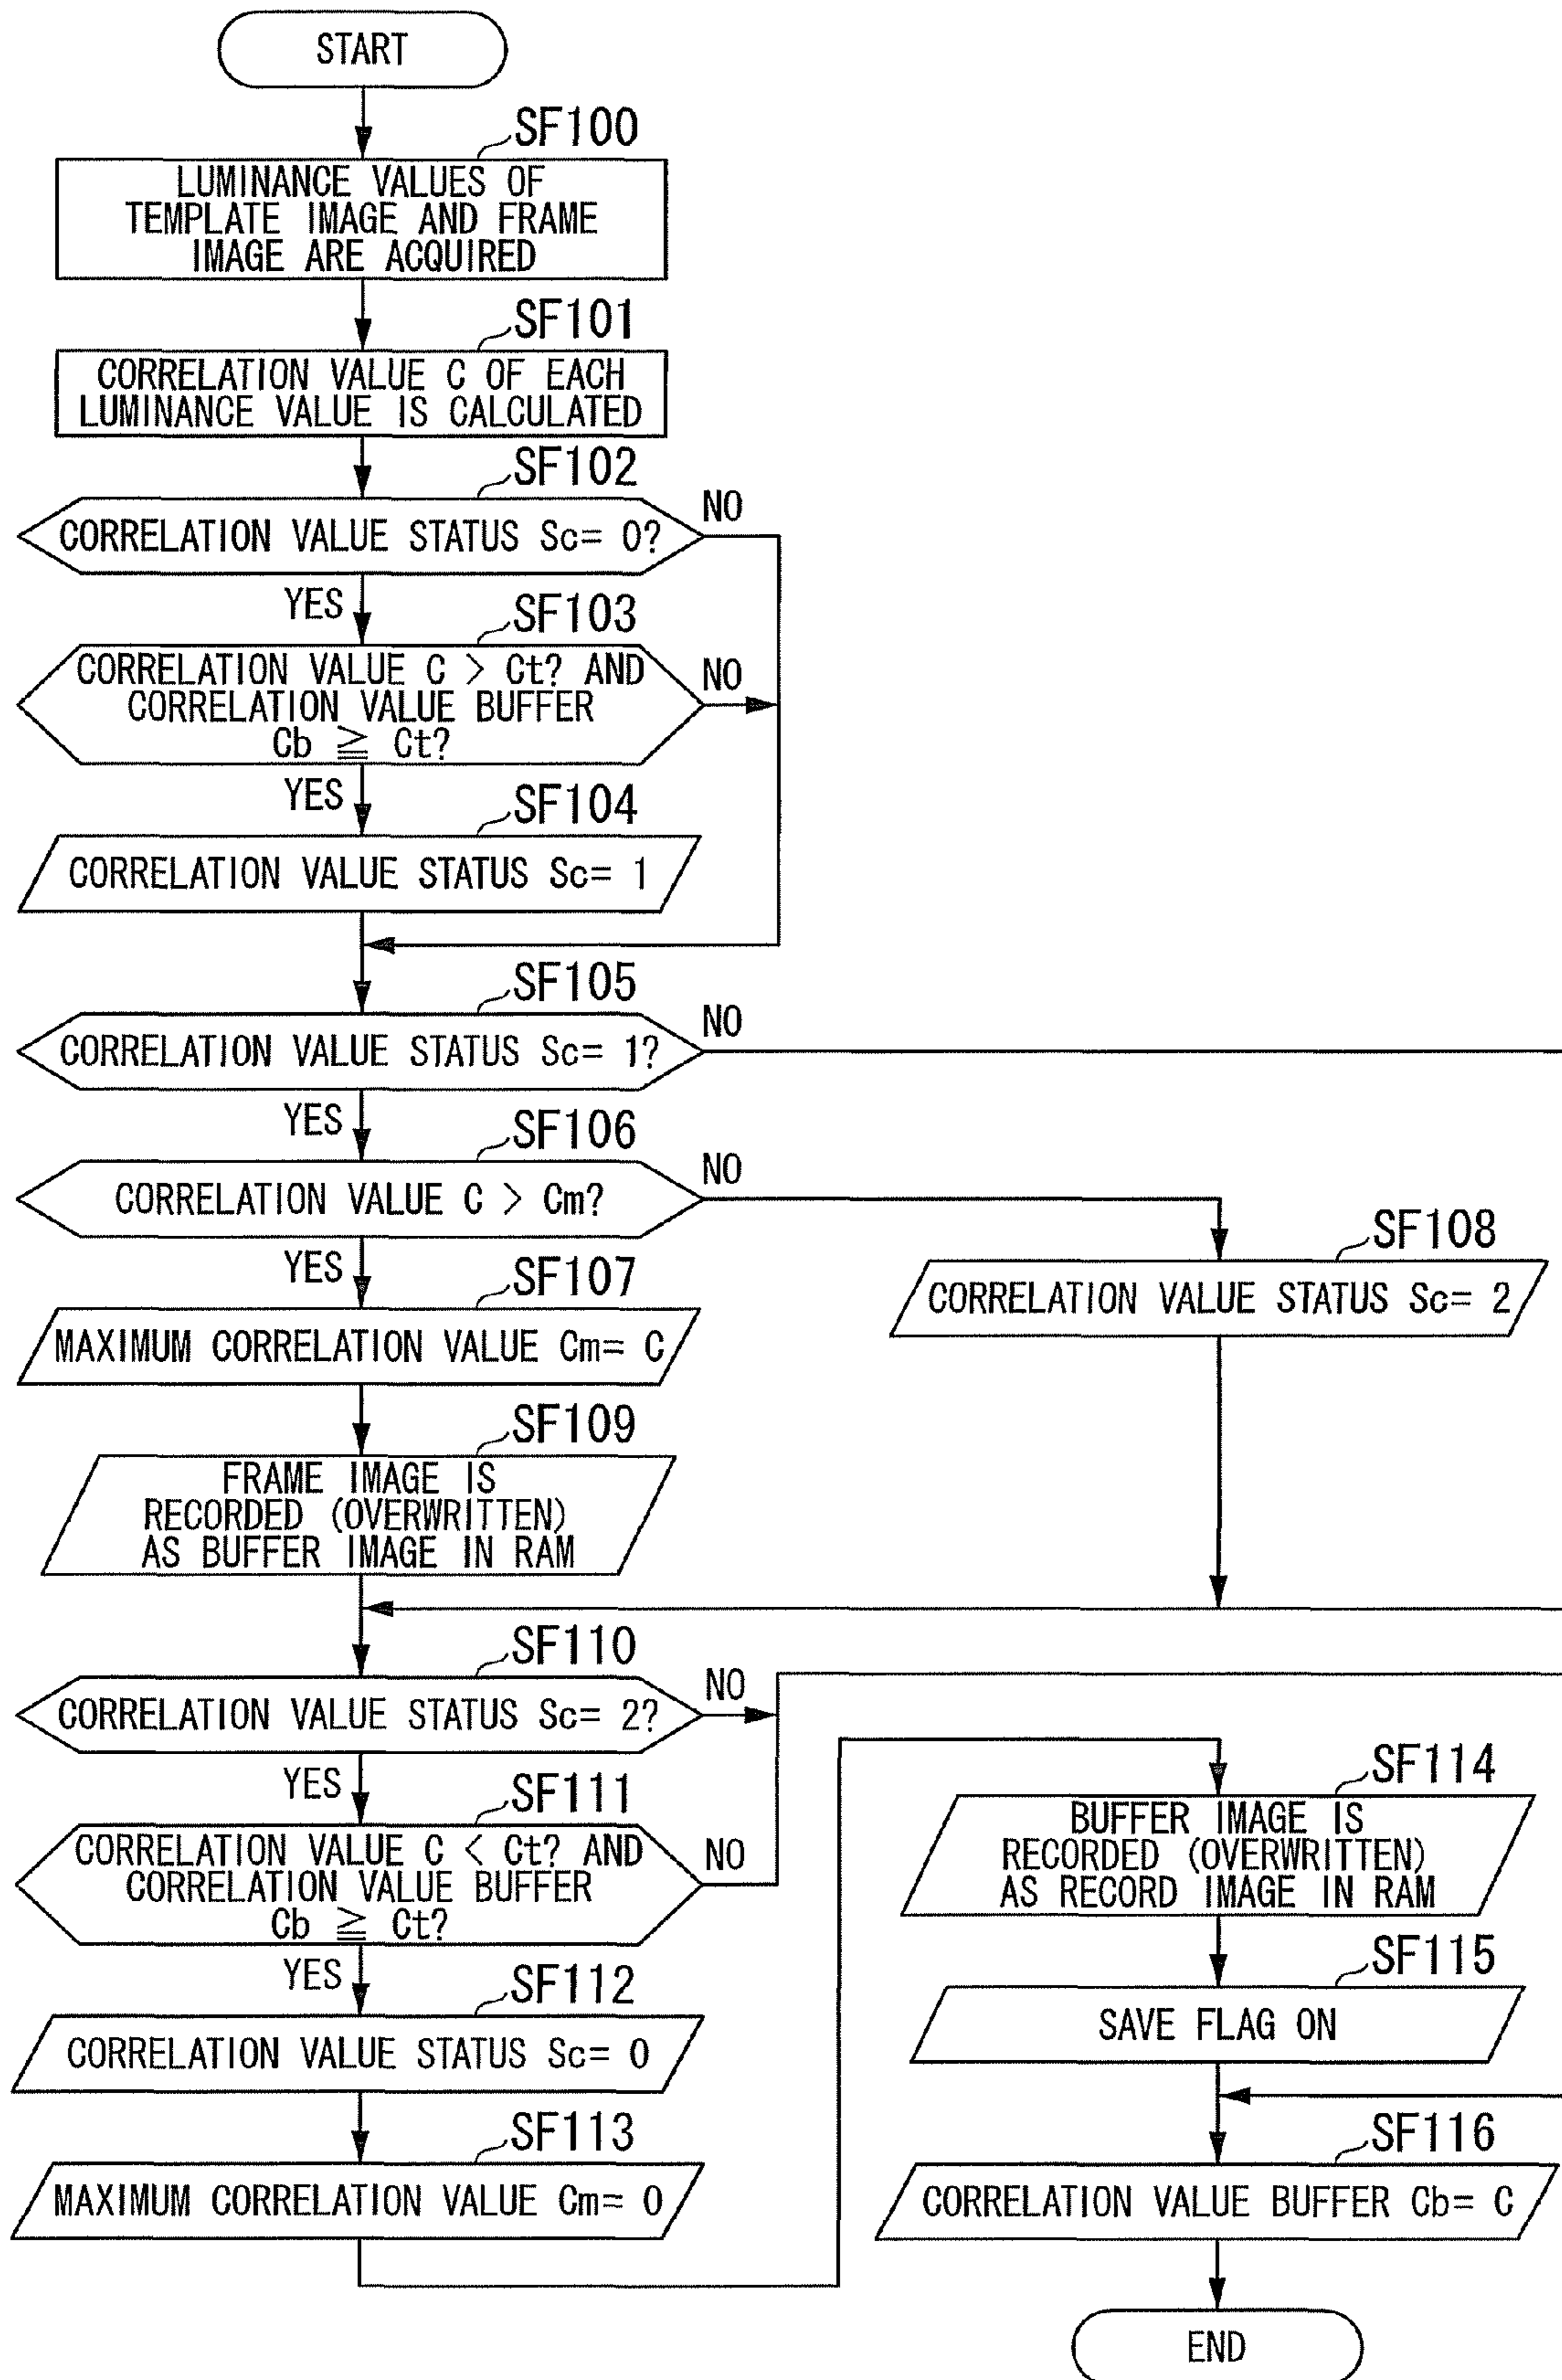 START
SF100
LUMINANCE VALUES OF
TEMPLATE IMAGE AND FRAME
IMAGE ARE ACQUIRED
SF101
CORRELATION VALUE C OF EACH
LUMINANCE VALUE IS CALCULATED
SF102
CORRELATION VALUE STATUS Sc= 0?
NO
YES
SF103
CORRELATION VALUE C > Ct? AND
CORRELATION VALUE BUFFER
Cb ≧ Ct?
NO
YES
SF104
CORRELATION VALUE STATUS Sc= 1
SF105
CORRELATION VALUE STATUS Sc= 1?
NO
YES
SF106
CORRELATION VALUE C > Cm?
NO
YES
SF107
MAXIMUM CORRELATION VALUE Cm= C
SF108
CORRELATION VALUE STATUS Sc= 2
SF109
FRAME IMAGE IS
RECORDED (OVERWRITTEN)
AS BUFFER IMAGE IN RAM
SF110
CORRELATION VALUE STATUS Sc= 2?
NO
YES
SF111
CORRELATION VALUE C < Ct? AND
CORRELATION VALUE BUFFER
Cb ≧ Ct?
NO
YES
SF112
CORRELATION VALUE STATUS Sc= 0
SF113
MAXIMUM CORRELATION VALUE Cm= 0
SF114
BUFFER IMAGE IS
RECORDED (OVERWRITTEN)
AS RECORD IMAGE IN RAM
SF115
SAVE FLAG ON
SF116
CORRELATION VALUE BUFFER Cb= C
END